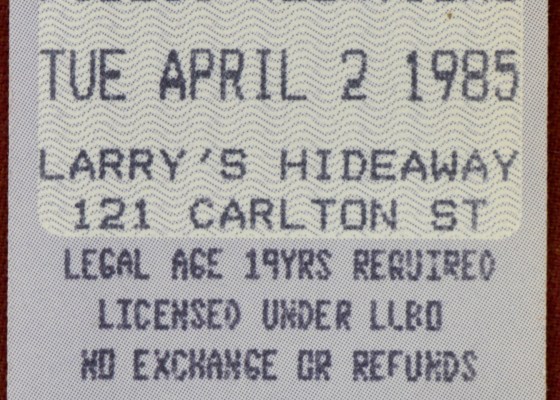 TUE APRIL 2 1985
LARRY'S HIDEAWAY
121 CARLTON ST
LEGAL AGE 19YRS REQUIRED
LICENSED UNDER LLBO
NO EXCHANGE OR REFUNDS